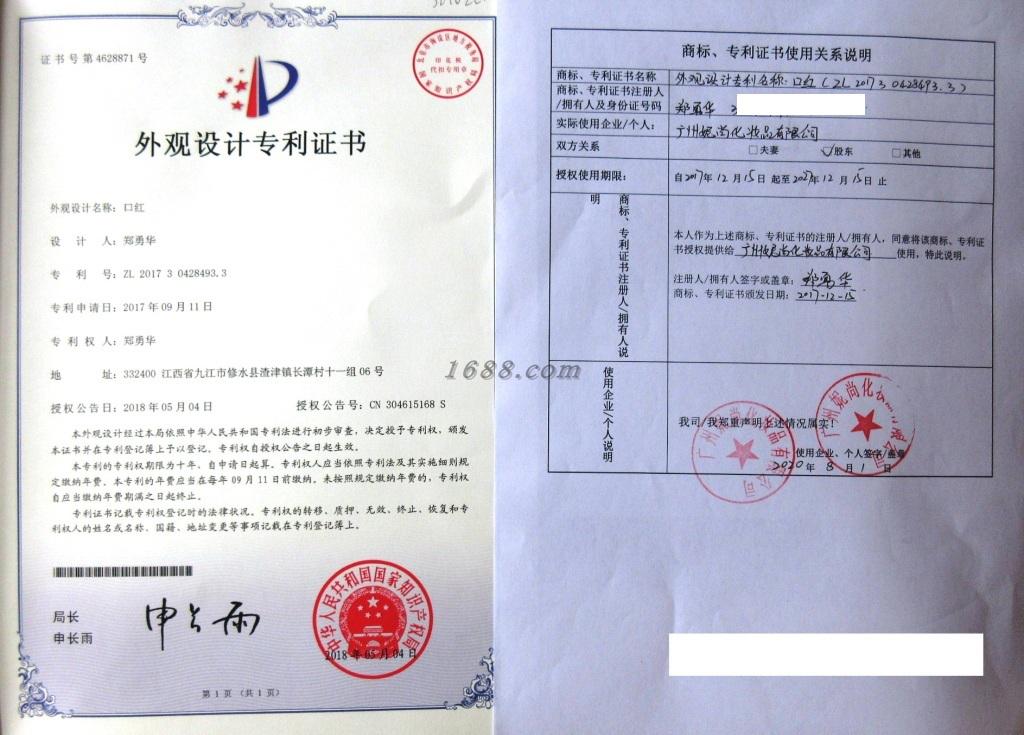 证书号第4628871号
外观设计专利证书
外观设计名称：口红
设 计 人：郑勇华
专 利 号：ZL 2017 3 0428493.3
专利申请日：2017年09月11日
专 利 权 人：郑勇华
地 址：332400 江西省九江市修水县渣津镇长潭村十一组06号
授权公告日：2018年05月04日 授权公告号：CN 304615168 S
本外观设计经过本局依照中华人民共和国专利法进行初步审查，决定授予专利权，颁发
本证书并在专利登记簿上予以登记。专利权自授权公告之日起生效。
本专利的专利权期限为十年，自申请日起算。专利权人应当依照专利法及其实施细则规
定缴纳年费。本专利的年费应当在每年09月11日前缴纳。未按照规定缴纳年费的，专利权
自应当缴纳年费期满之日起终止。
专利证书记载专利权登记时的法律状况。专利权的转移、质押、无效、终止、恢复和专
利权人的姓名或名称、国籍、地址变更等事项记载在专利登记簿上。
局长
申长雨
申长雨
中华人民共和国国家知识产权局
2018年05月04日
第1页（共1页）
印花税
代扣专用章
国家知识产权局
1688.com
商标、专利证书使用关系说明
商标、专利证书名称 外观设计专利名称：口红（ZL 2017 3 0428493.3）
商标、专利证书注册人
/拥有人及身份证号码 郑勇华
实际使用企业/个人： 广州妮尚化妆品有限公司
双方关系 □夫妻 ☑股东 □其他
授权使用期限： 自2017年12月15日 起至2027年12月15日 止
商标、专利证书注册人/拥有人说明
本人作为上述商标、专利证书的注册人/拥有人，同意将该商标、专利证
书授权提供给 广州妮尚化妆品有限公司 使用，特此说明。
注册人/拥有人签字或盖章：郑勇华
商标、专利证书颁发日期：2017-12-15
使用企业/个人说明
我司/我郑重声明上述情况属实！
使用企业、个人签字/盖章
2020年8月1日
广州妮尚化妆品有限公司